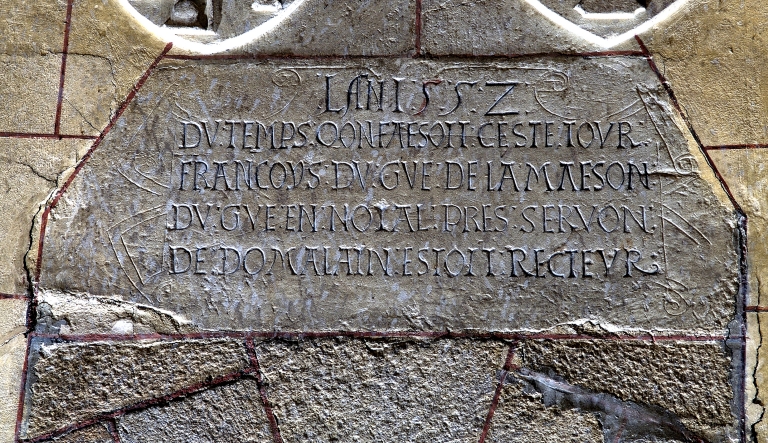 LAN 1552
DV·TEMPS·QON·FAESOIT·CESTE·TOVR
FRANCOYS·DV·GVE·DE LA MAESON
DV·GVE EN·NOIAL·PRES·SERVON
DE·DOMALAIN·ESTOIT·RECTEVR